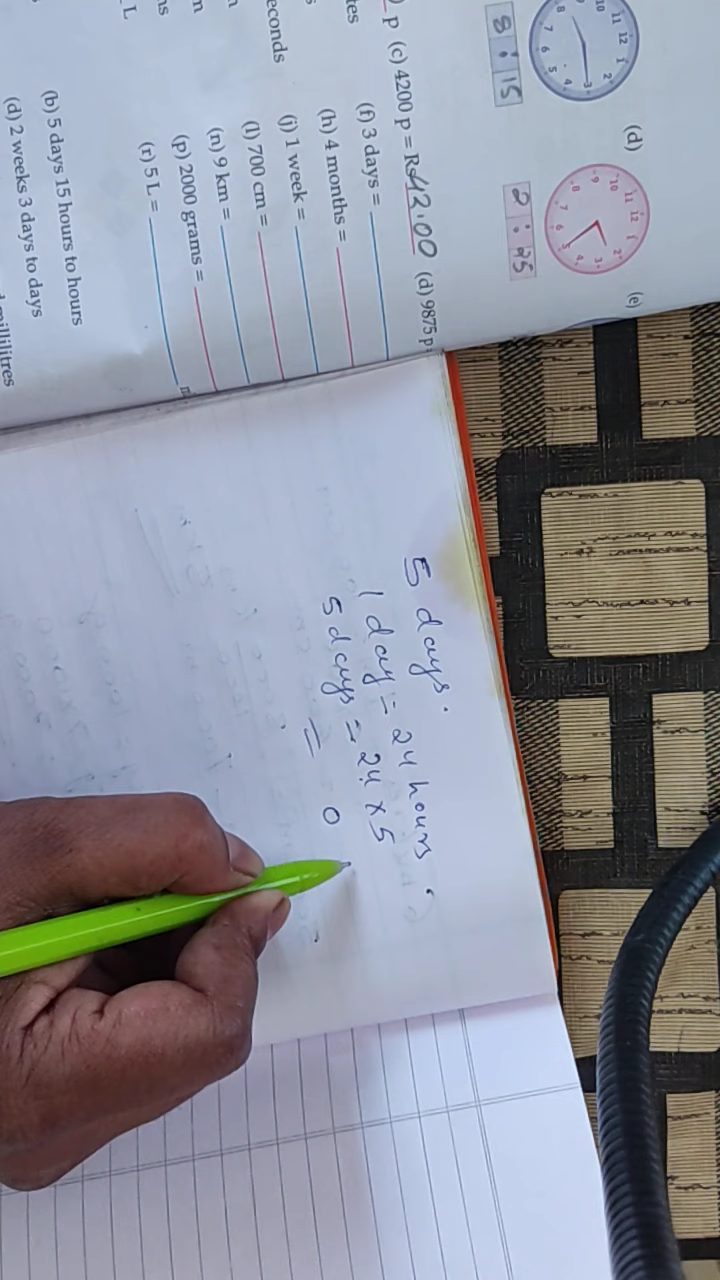 (d)
(e)
8 : 15
2 : 25
p (c) 4200 p = Rs 42.00 (d) 9875 p
(f) 3 days =
(h) 4 months =
econds (j) 1 week =
(l) 700 cm =
(n) 9 km =
(p) 2000 grams =
(r) 5 L =
(b) 5 days 15 hours to hours
(d) 2 weeks 3 days to days
millilitres
5 days.
1 day = 24 hours
5 days = 24 x 5
= 0